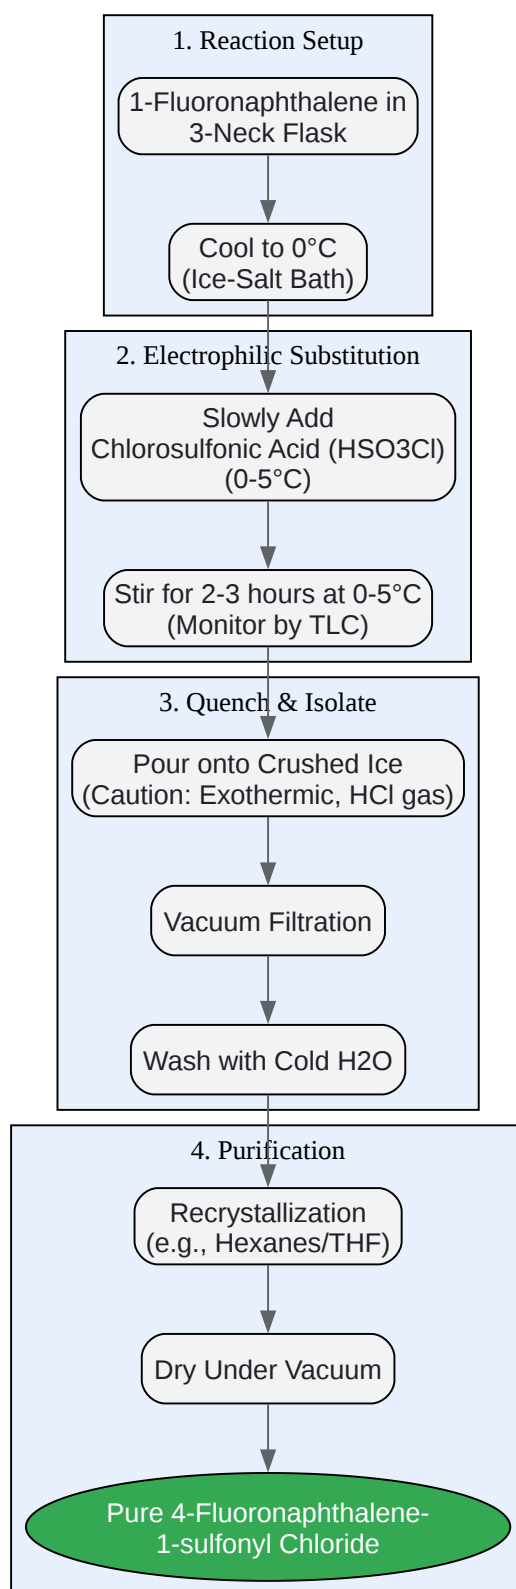 1. Reaction Setup
1-Fluoronaphthalene in
3-Neck Flask
Cool to 0°C
(Ice-Salt Bath)
2. Electrophilic Substitution
Slowly Add
Chlorosulfonic Acid (HSO3Cl)
(0-5°C)
Stir for 2-3 hours at 0-5°C
(Monitor by TLC)
3. Quench & Isolate
Pour onto Crushed Ice
(Caution: Exothermic, HCl gas)
Vacuum Filtration
Wash with Cold H2O
4. Purification
Recrystallization
(e.g., Hexanes/THF)
Dry Under Vacuum
Pure 4-Fluoronaphthalene-
1-sulfonyl Chloride